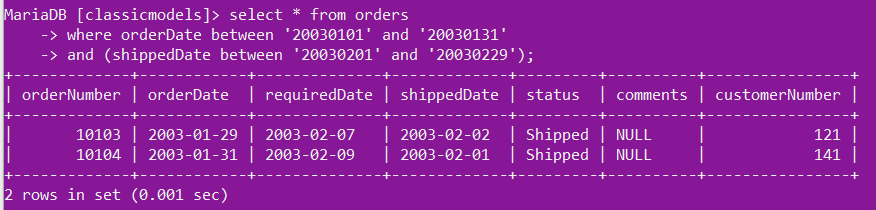 MariaDB [classicmodels]> select * from orders
    -> where orderDate between '20030101' and '20030131'
    -> and (shippedDate between '20030201' and '20030229');
+-------------+------------+--------------+-------------+---------+----------+----------------+
| orderNumber | orderDate  | requiredDate | shippedDate | status  | comments | customerNumber |
+-------------+------------+--------------+-------------+---------+----------+----------------+
|       10103 | 2003-01-29 | 2003-02-07   | 2003-02-02  | Shipped | NULL     |            121 |
|       10104 | 2003-01-31 | 2003-02-09   | 2003-02-01  | Shipped | NULL     |            141 |
+-------------+------------+--------------+-------------+---------+----------+----------------+
2 rows in set (0.001 sec)